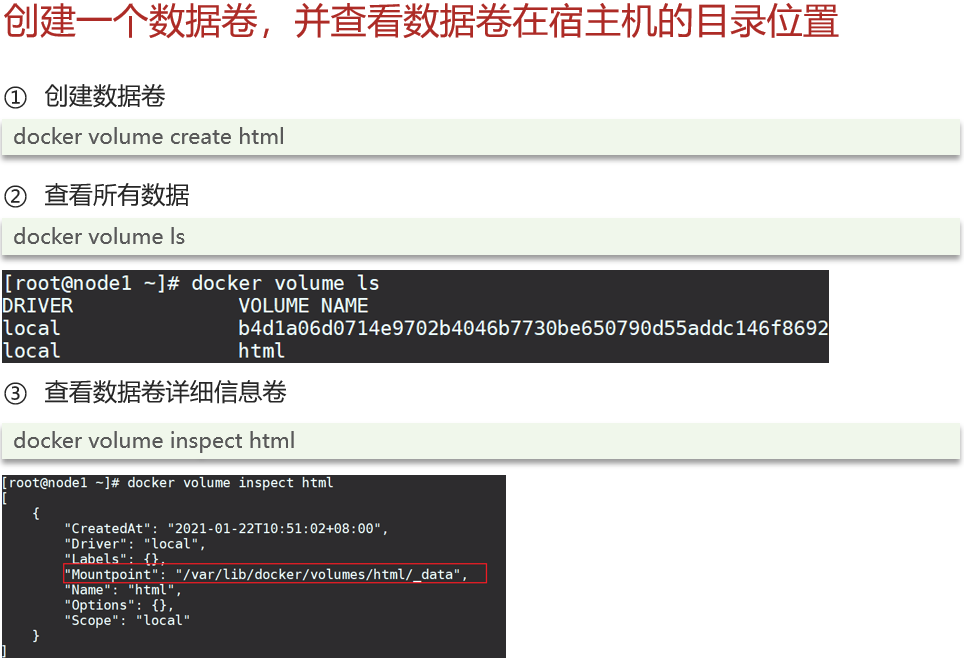 创建一个数据卷，并查看数据卷在宿主机的目录位置
① 创建数据卷
docker volume create html
② 查看所有数据
docker volume ls
[root@node1 ~]# docker volume ls
DRIVER              VOLUME NAME
local               b4d1a06d0714e9702b4046b7730be650790d55addc146f8692
local               html
③ 查看数据卷详细信息卷
docker volume inspect html
[root@node1 ~]# docker volume inspect html
[
    {
        "CreatedAt": "2021-01-22T10:51:02+08:00",
        "Driver": "local",
        "Labels": {},
        "Mountpoint": "/var/lib/docker/volumes/html/_data",
        "Name": "html",
        "Options": {},
        "Scope": "local"
    }
]